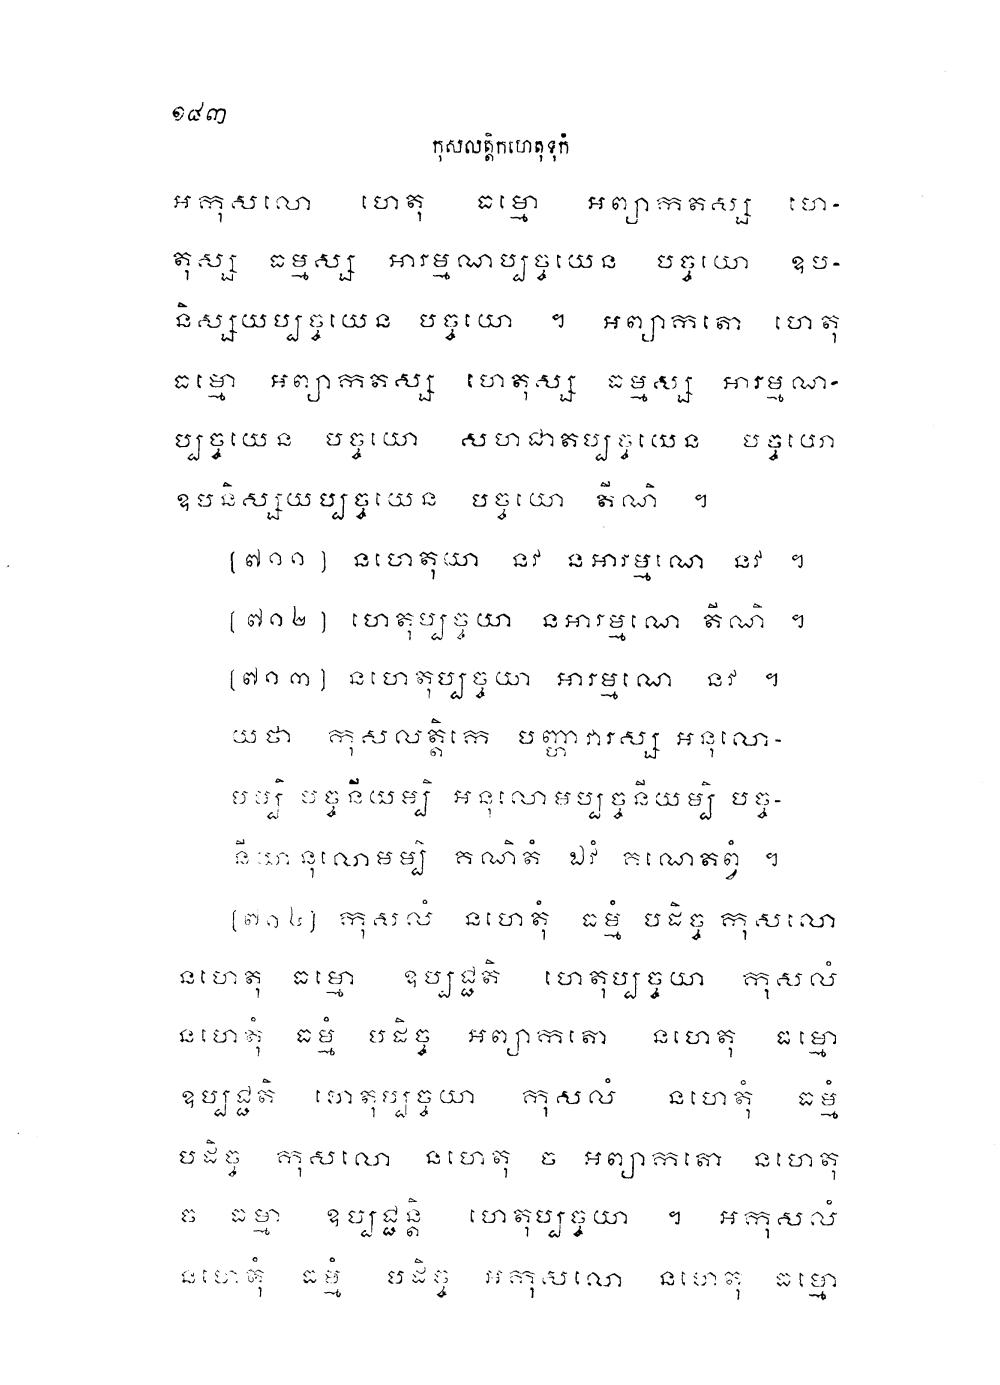 ១៤៣
កុសលត្តិកហេតុទុកំ
អកុសលោ ហេតុ ធម្មោ អព្យាកតស្ស ហេ-
តុស្ស ធម្មស្ស អារម្មណប្បច្ចយេន បច្ចយោ ឧប-
និស្សយប្បច្ចយេន បច្ចយោ ។ អព្យាកតោ ហេតុ
ធម្មោ អព្យាកតស្ស ហេតុស្ស ធម្មស្ស អារម្មណ-
ប្បច្ចយេន បច្ចយោ សហជាតប្បច្ចយេន បច្ចយោ
ឧបនិស្សយប្បច្ចយេន បច្ចយោ តីណិ ។
(៧១១) នហេតុយា នវ នអារម្មណេ នវ ។
(៧១២) ហេតុប្បច្ចយា នអារម្មណេ តីណិ ។
(៧១៣) នហេតុប្បច្ចយា អារម្មណេ នវ ។
យថា កុសលត្តិកេ បញ្ហាវារស្ស អនុលោ-
មម្បិ បច្ចនីយម្បិ អនុលោមប្បច្ចនីយម្បិ បច្ច-
នីយានុលោមម្បិ គណិតំ ឯវំ គណេតព្វំ ។
(៧១៤) កុសលំ នហេតុំ ធម្មំ បដិច្ច កុសលោ
នហេតុ ធម្មោ ឧប្បជ្ជតិ ហេតុប្បច្ចយា កុសលំ
នហេតុំ ធម្មំ បដិច្ច អព្យាកតោ នហេតុ ធម្មោ
ឧប្បជ្ជតិ ហេតុប្បច្ចយា កុសលំ នហេតុំ ធម្មំ
បដិច្ច កុសលោ នហេតុ ច អព្យាកតោ នហេតុ
ច ធម្មា ឧប្បជ្ជន្តិ ហេតុប្បច្ចយា ។ អកុសលំ
នហេតុំ ធម្មំ បដិច្ច អកុសលោ នហេតុ ធម្មោ